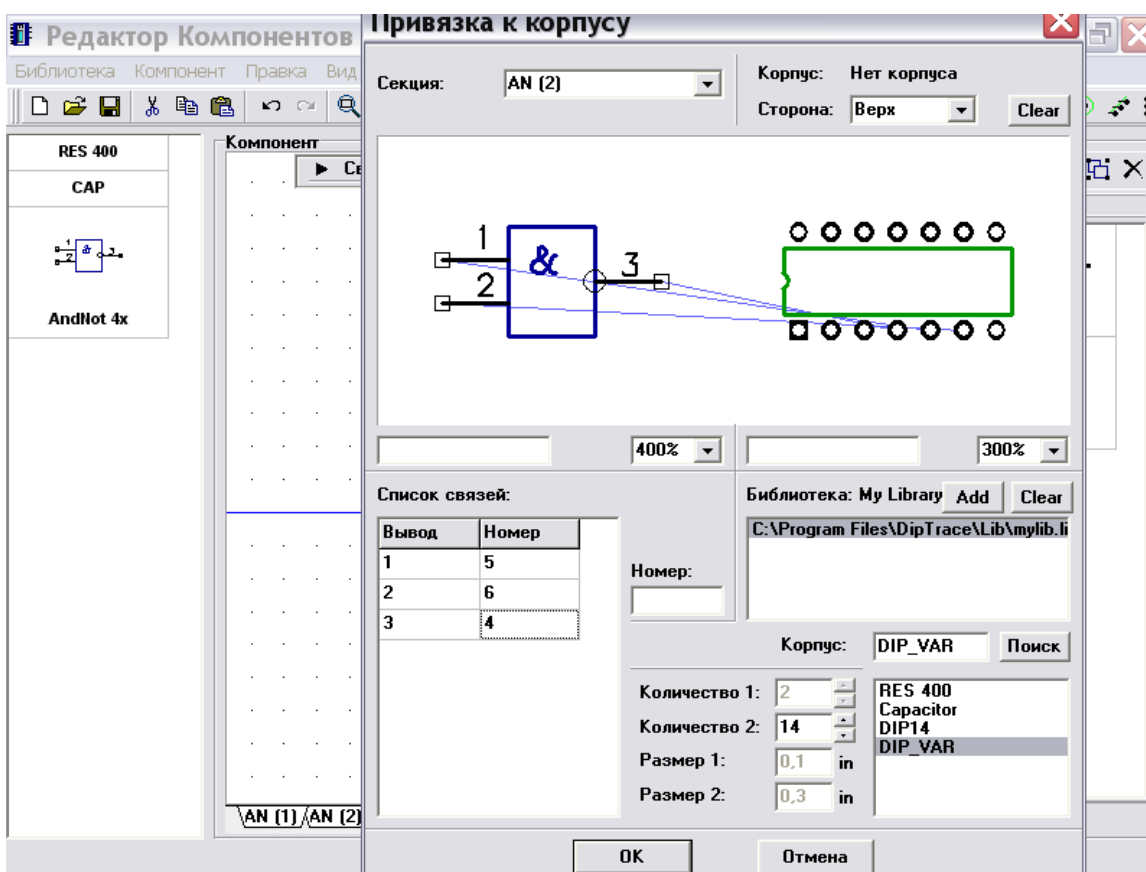 Редактор Компонентов
Привязка к корпусу
Библиотека Компонент Правка Вид
Секция: AN (2)
Корпус: Нет корпуса
Сторона: Верх Clear
RES 400
CAP
1 & 3
2
AndNot 4x
Компонент
1
2
&
3
400%
300%
Список связей:
Вывод Номер
1 5
2 6
3 4
Номер:
Библиотека: My Library Add Clear
C:\Program Files\DipTrace\Lib\mylib.li
Корпус: DIP_VAR Поиск
Количество 1: 2
Количество 2: 14
Размер 1: 0,1 in
Размер 2: 0,3 in
RES 400
Capacitor
DIP14
DIP_VAR
AN (1) AN (2)
OK Отмена